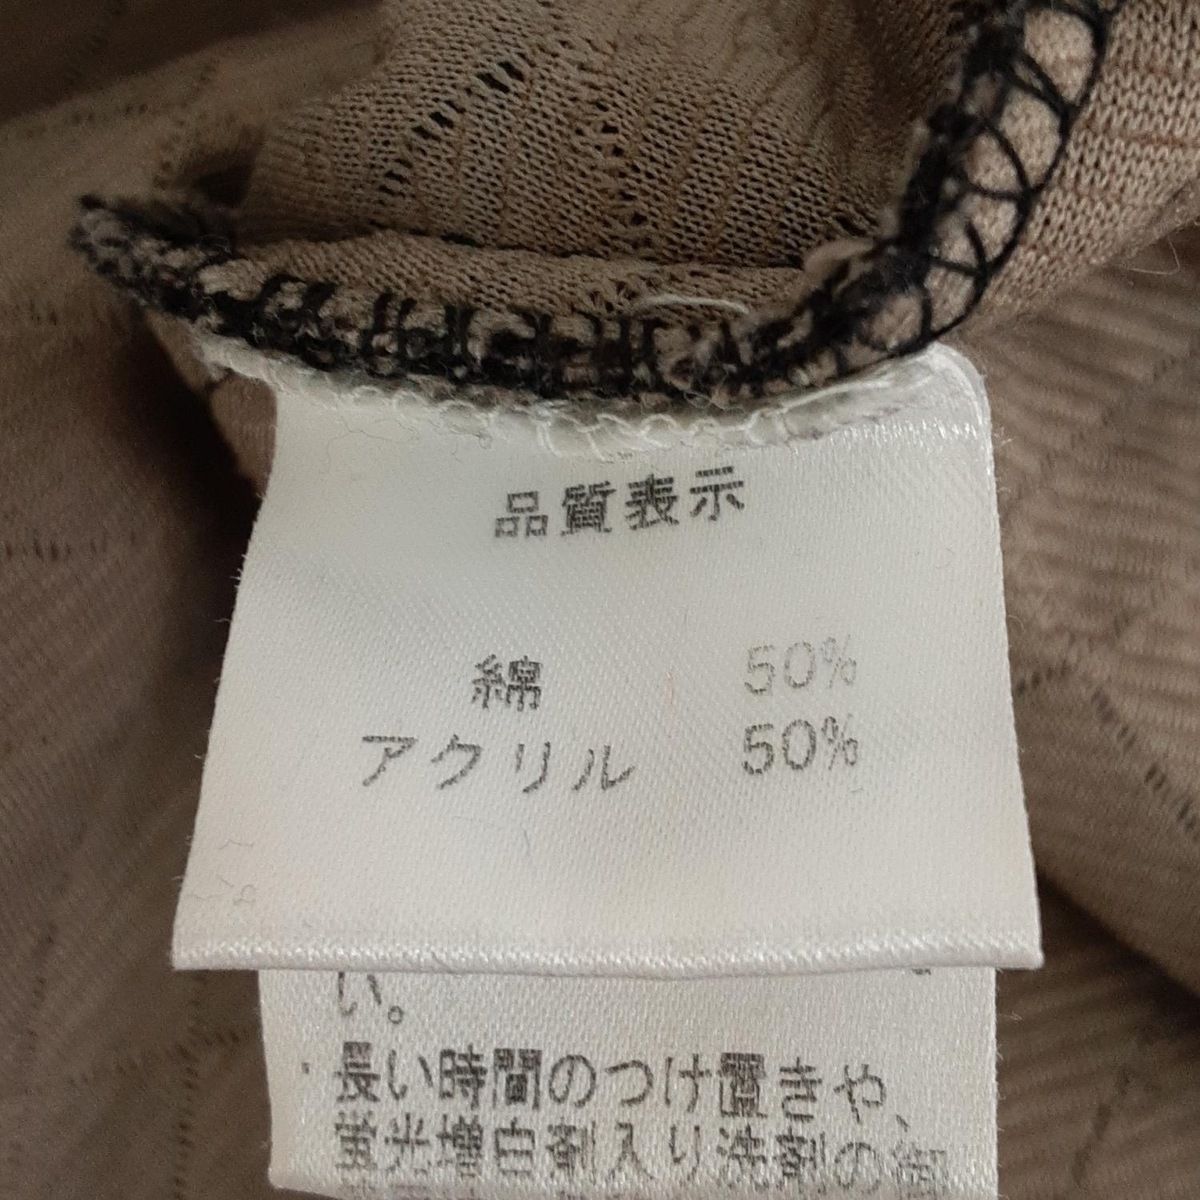 品質表示
綿 50%
アクリル 50%
い。
・長い時間のつけ置きや、
蛍光増白剤入り洗剤の御